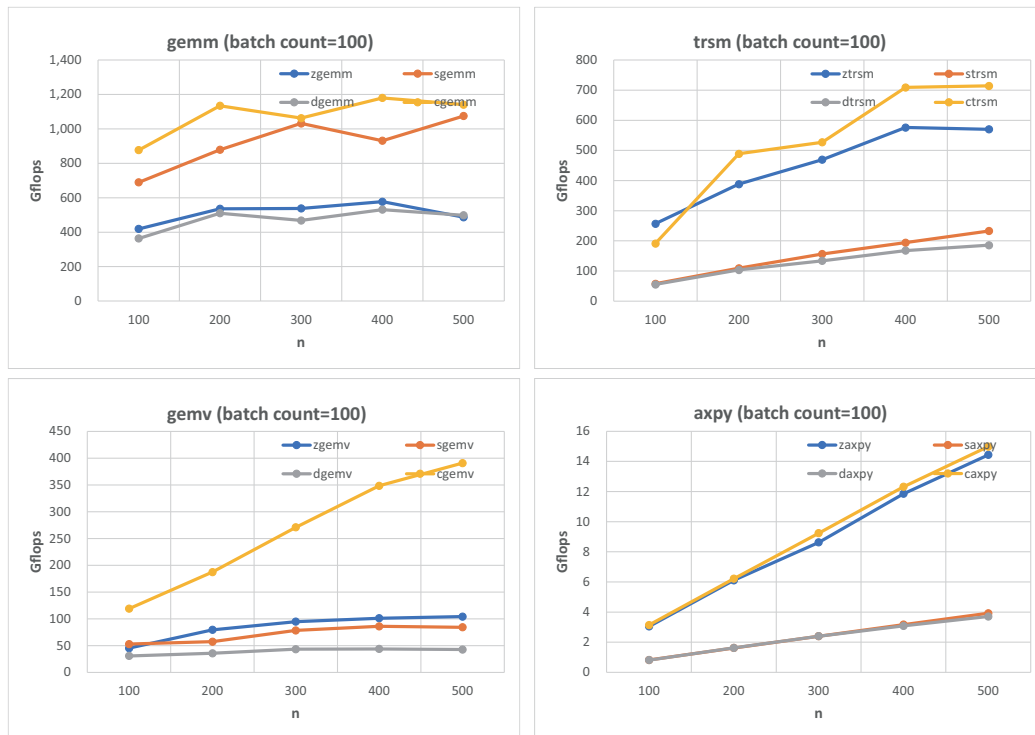 gemm (batch count=100)
1,400
1,200
1,000
800
600
400
200
0
Gflops
zgemm sgemm
dgemm cgemm
100 200 300 400 500
n
trsm (batch count=100)
800
700
600
500
400
300
200
100
0
Gflops
ztrsm strsm
dtrsm ctrsm
100 200 300 400 500
n
gemv (batch count=100)
450
400
350
300
250
200
150
100
50
0
Gflops
zgemv sgemv
dgemv cgemv
100 200 300 400 500
n
axpy (batch count=100)
16
14
12
10
8
6
4
2
0
Gflops
zaxpy saxpy
daxpy caxpy
100 200 300 400 500
n